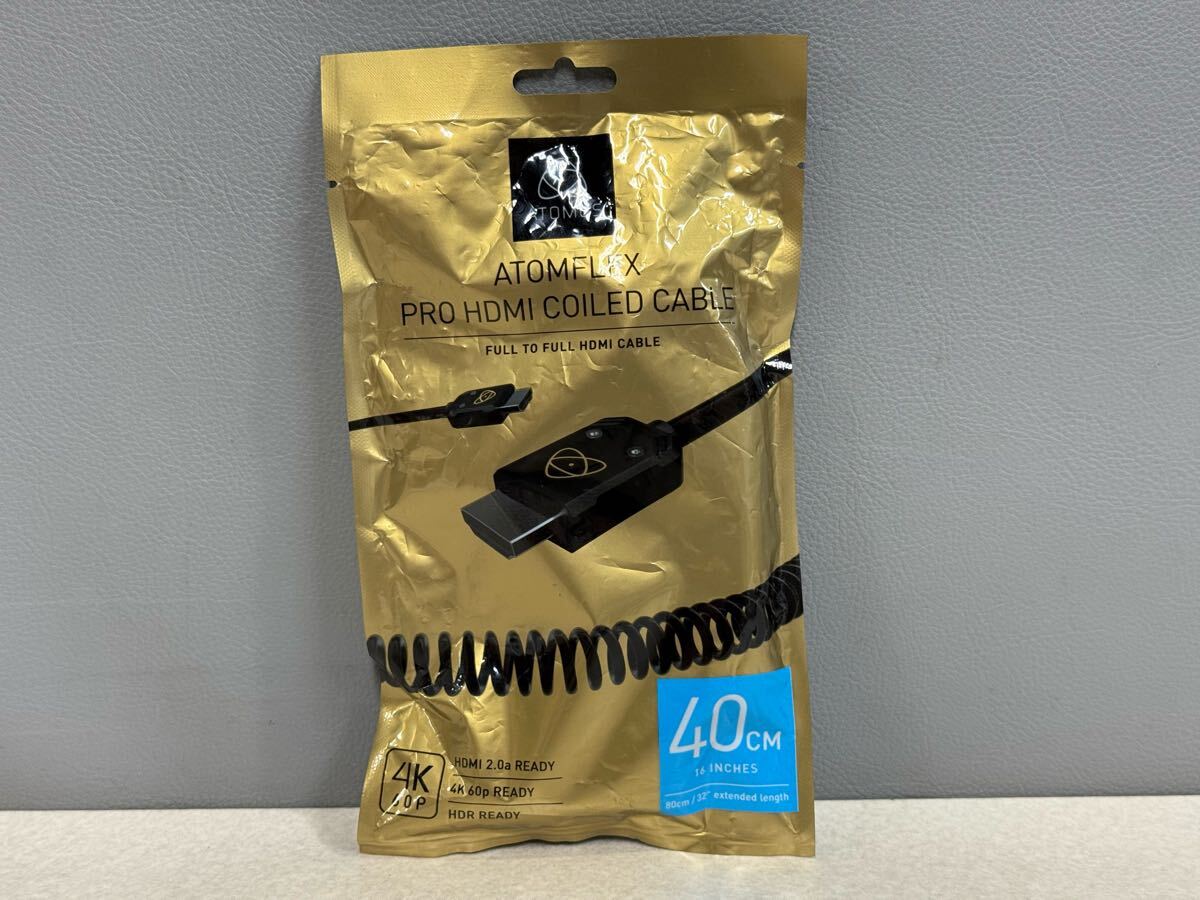 ATOMOS
ATOMFLEX
PRO HDMI COILED CABLE
FULL TO FULL HDMI CABLE
4K
60P
HDMI 2.0a READY
4K 60p READY
HDR READY
40CM
16 INCHES
80cm / 32" extended length